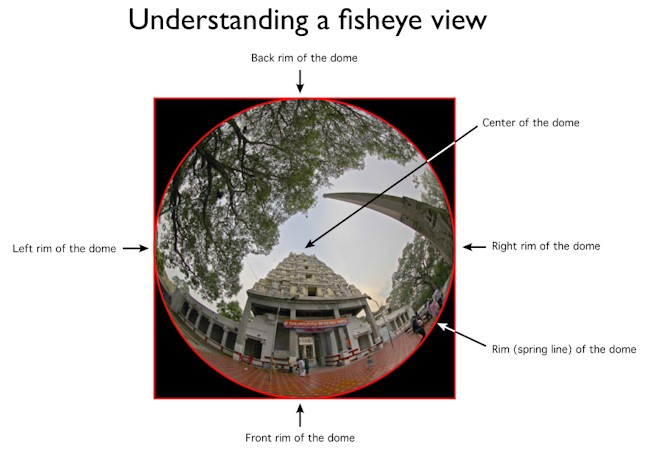 Understanding a fisheye view
Back rim of the dome
Center of the dome
Left rim of the dome
Right rim of the dome
Rim (spring line) of the dome
Front rim of the dome